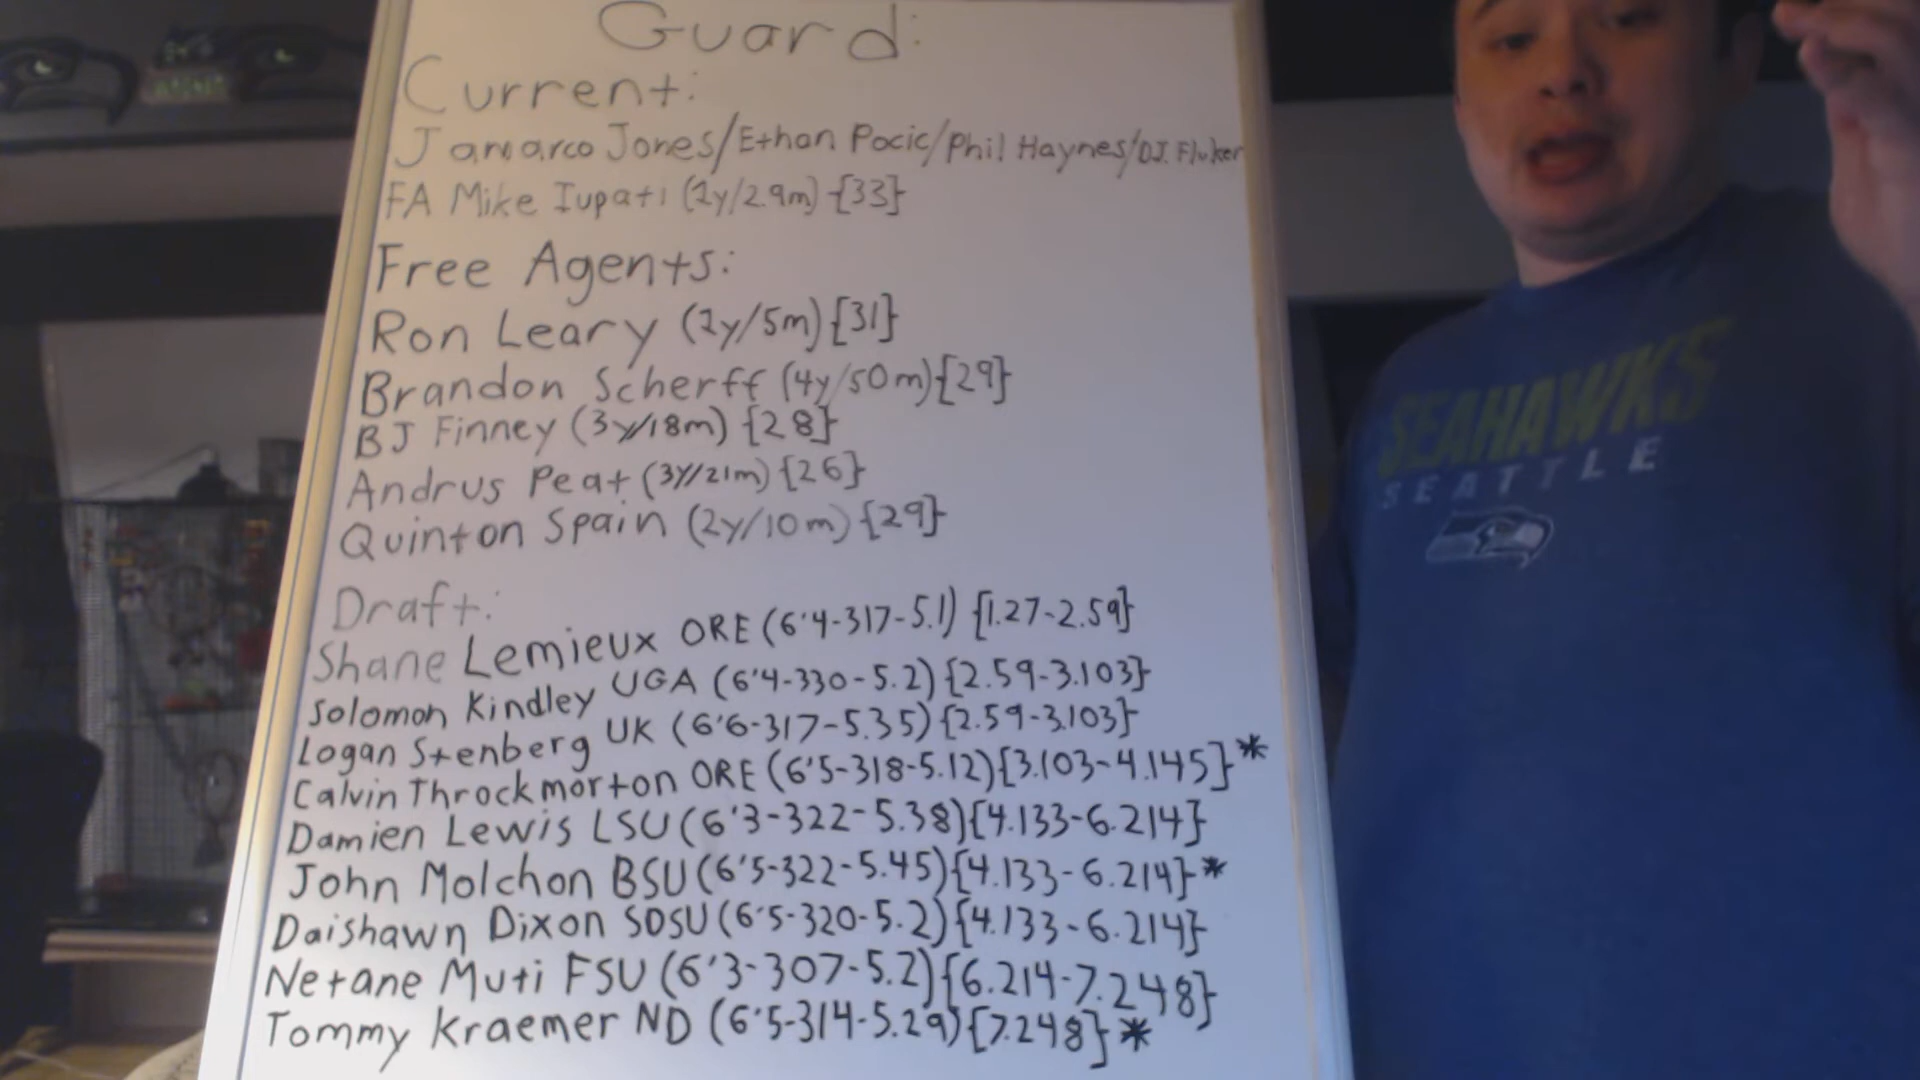 Guard:
Current:
Jamarco Jones/Ethan Pocic/Phil Haynes/DJ. Fluker
FA Mike Iupati (1y/2.9m) {33}
Free Agents:
Ron Leary (2y/5m) {31}
Brandon Scherff (4y/50m) {29}
BJ Finney (3y/18m) {28}
Andrus Peat (3y/21m) {26}
Quinton Spain (2y/10m) {29}
Draft:
Shane Lemieux ORE (6'4-317-5.1) {1.27-2.59}
Solomon Kindley UGA (6'4-330-5.2) {2.59-3.103}
Logan Stenberg UK (6'6-317-5.35) {2.59-3.103}
Calvin Throckmorton ORE (6'5-318-5.12) {3.103-4.145} *
Damien Lewis LSU (6'3-322-5.38) {4.133-6.214}
John Molchon BSU (6'5-322-5.45) {4.133-6.214} *
Daishawn Dixon SDSU (6'5-320-5.2) {4.133-6.214}
Netane Muti FSU (6'3-307-5.2) {6.214-7.248}
Tommy Kraemer ND (6'5-314-5.29) {7.248} *
SEAHAWKS
SEATTLE